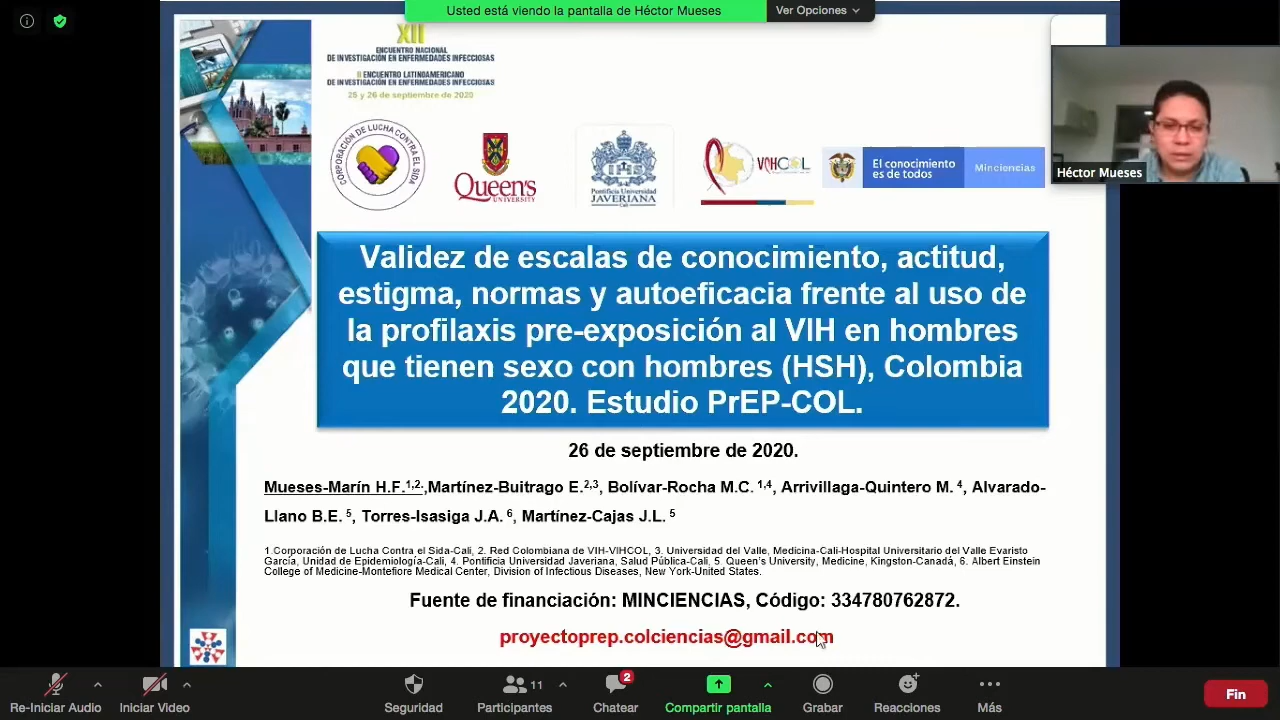 Usted está viendo la pantalla de Héctor Mueses
Ver Opciones
XII
ENCUENTRO NACIONAL
DE INVESTIGACIÓN EN ENFERMEDADES INFECCIOSAS
II ENCUENTRO LATINOAMERICANO
DE INVESTIGACIÓN EN ENFERMEDADES INFECCIOSAS
25 y 26 de septiembre de 2020
CORPORACIÓN DE LUCHA CONTRA EL SIDA
Queen's
UNIVERSITY
Pontificia Universidad
JAVERIANA
Cali
VIHCOL
El conocimiento
es de todos
Minciencias
Héctor Mueses
Validez de escalas de conocimiento, actitud,
estigma, normas y autoeficacia frente al uso de
la profilaxis pre-exposición al VIH en hombres
que tienen sexo con hombres (HSH), Colombia
2020. Estudio PrEP-COL.
26 de septiembre de 2020.
Mueses-Marín H.F.1,2.,Martínez-Buitrago E.2,3, Bolívar-Rocha M.C. 1,4, Arrivillaga-Quintero M. 4, Alvarado-
Llano B.E. 5, Torres-Isasiga J.A. 6, Martínez-Cajas J.L. 5
1 Corporación de Lucha Contra el Sida-Cali, 2. Red Colombiana de VIH-VIHCOL, 3. Universidad del Valle, Medicina-Cali-Hospital Universitario del Valle Evaristo
García, Unidad de Epidemiología-Cali, 4. Pontificia Universidad Javeriana, Salud Pública-Cali, 5. Queen's University, Medicine, Kingston-Canadá, 6. Albert Einstein
College of Medicine-Montefiore Medical Center, Division of Infectious Diseases, New York-United States.
Fuente de financiación: MINCIENCIAS, Código: 334780762872.
proyectoprep.colciencias@gmail.com
Re-Iniciar Audio
Iniciar Video
Seguridad
11
Participantes
2
Chatear
Compartir pantalla
Grabar
Reacciones
Más
Fin